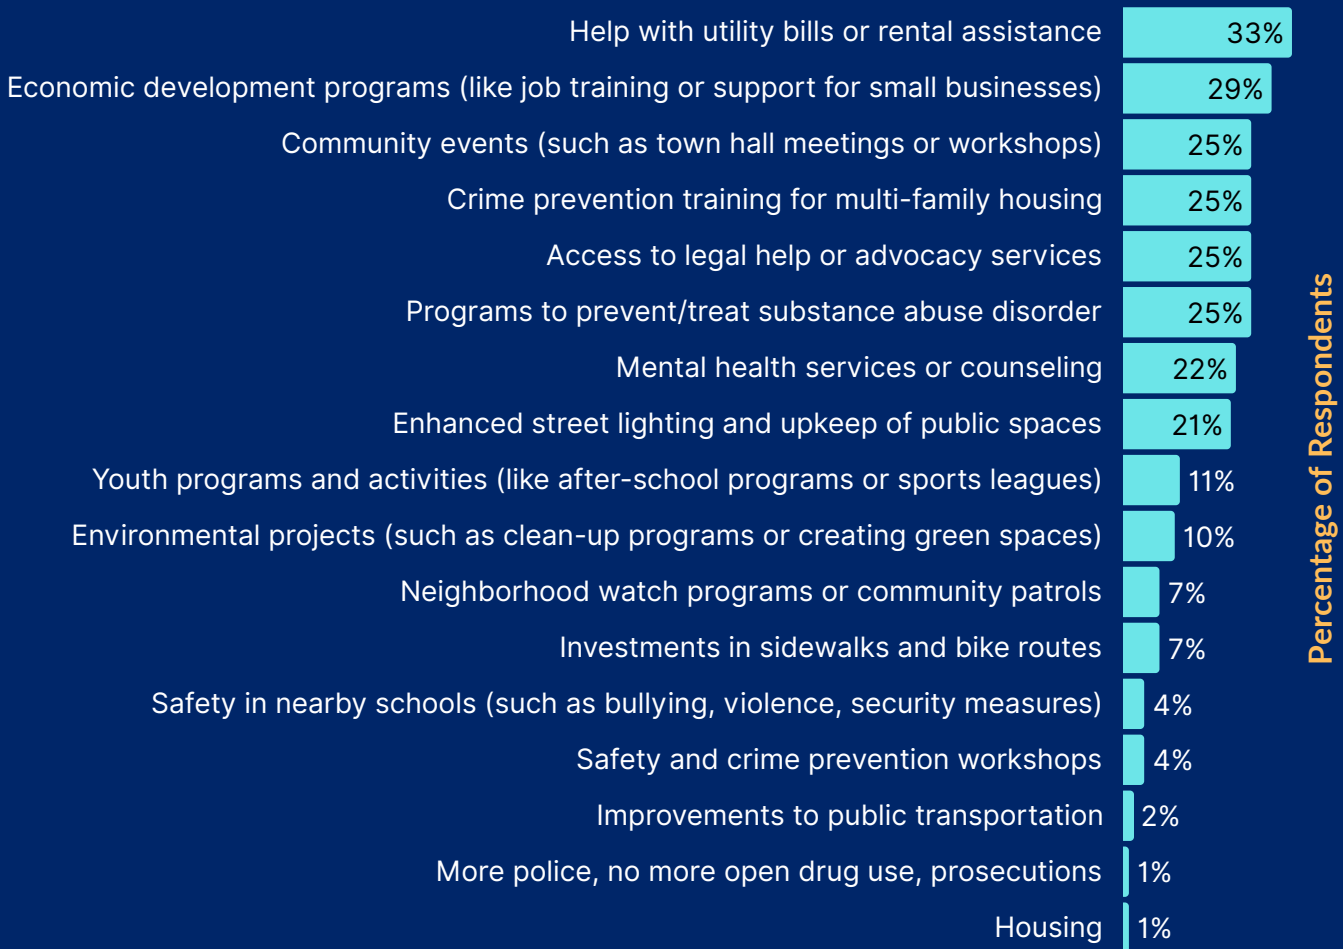 Help with utility bills or rental assistance 33%
Economic development programs (like job training or support for small businesses) 29%
Community events (such as town hall meetings or workshops) 25%
Crime prevention training for multi-family housing 25%
Access to legal help or advocacy services 25%
Programs to prevent/treat substance abuse disorder 25%
Mental health services or counseling 22%
Enhanced street lighting and upkeep of public spaces 21%
Youth programs and activities (like after-school programs or sports leagues) 11%
Environmental projects (such as clean-up programs or creating green spaces) 10%
Neighborhood watch programs or community patrols 7%
Investments in sidewalks and bike routes 7%
Safety in nearby schools (such as bullying, violence, security measures) 4%
Safety and crime prevention workshops 4%
Improvements to public transportation 2%
More police, no more open drug use, prosecutions 1%
Housing 1%
Percentage of Respondents